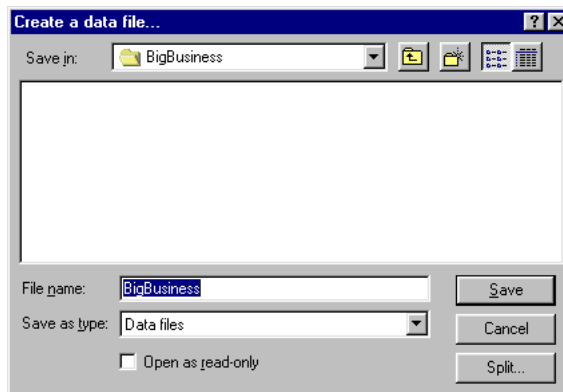 Create a data file...
Save in: BigBusiness
File name: BigBusiness Save
Save as type: Data files Cancel
Open as read-only Split...